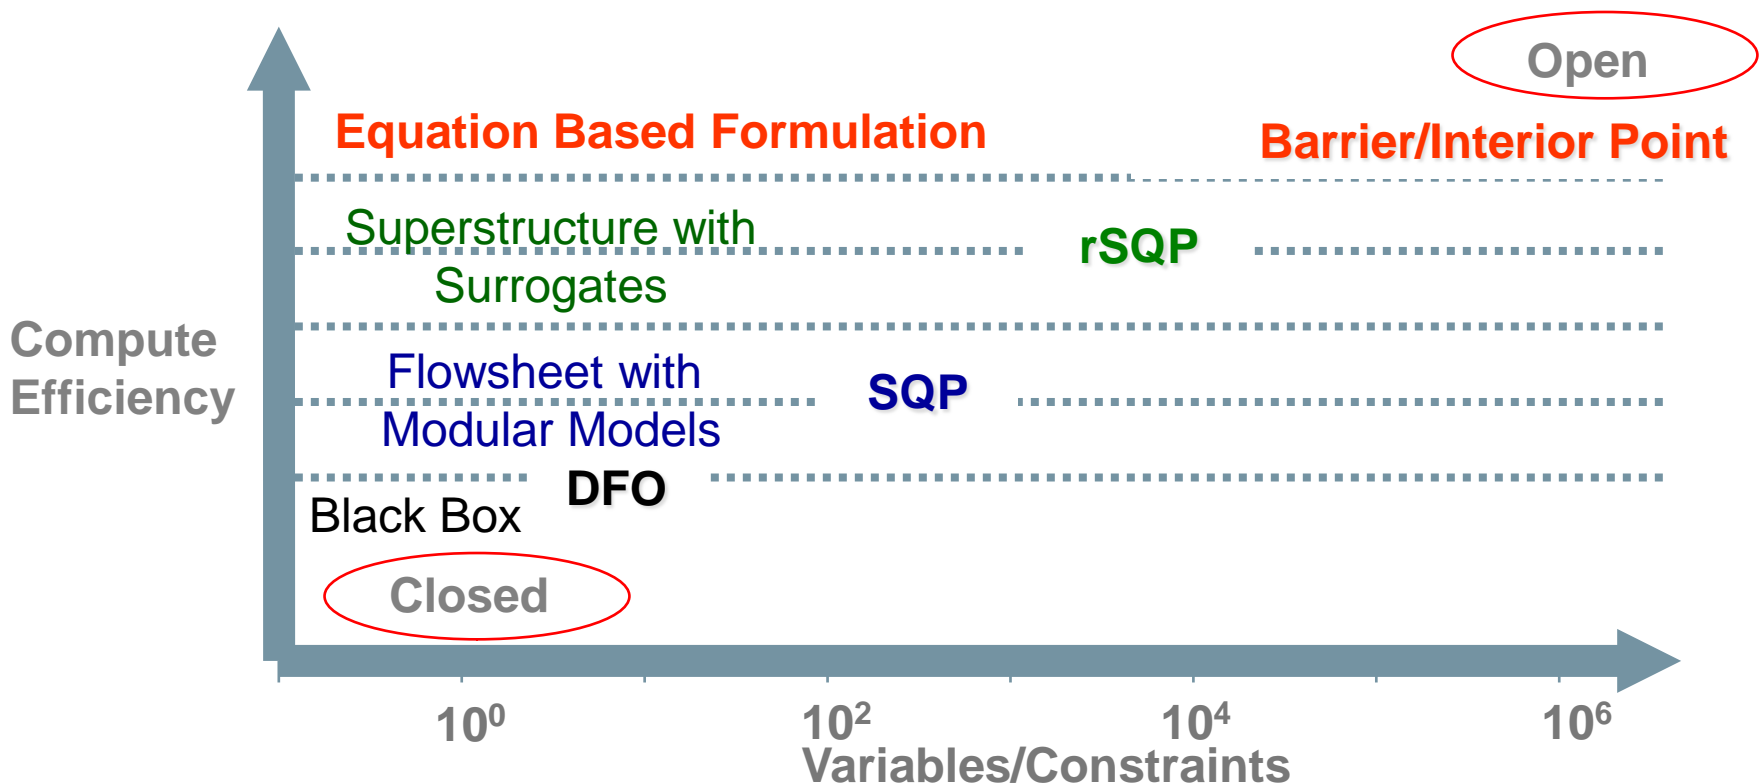 Open
Equation Based Formulation
Barrier/Interior Point
Superstructure with
Surrogates
rSQP
Compute
Efficiency
Flowsheet with
Modular Models
SQP
DFO
Black Box
Closed
10⁰
10²
10⁴
10⁶
Variables/Constraints